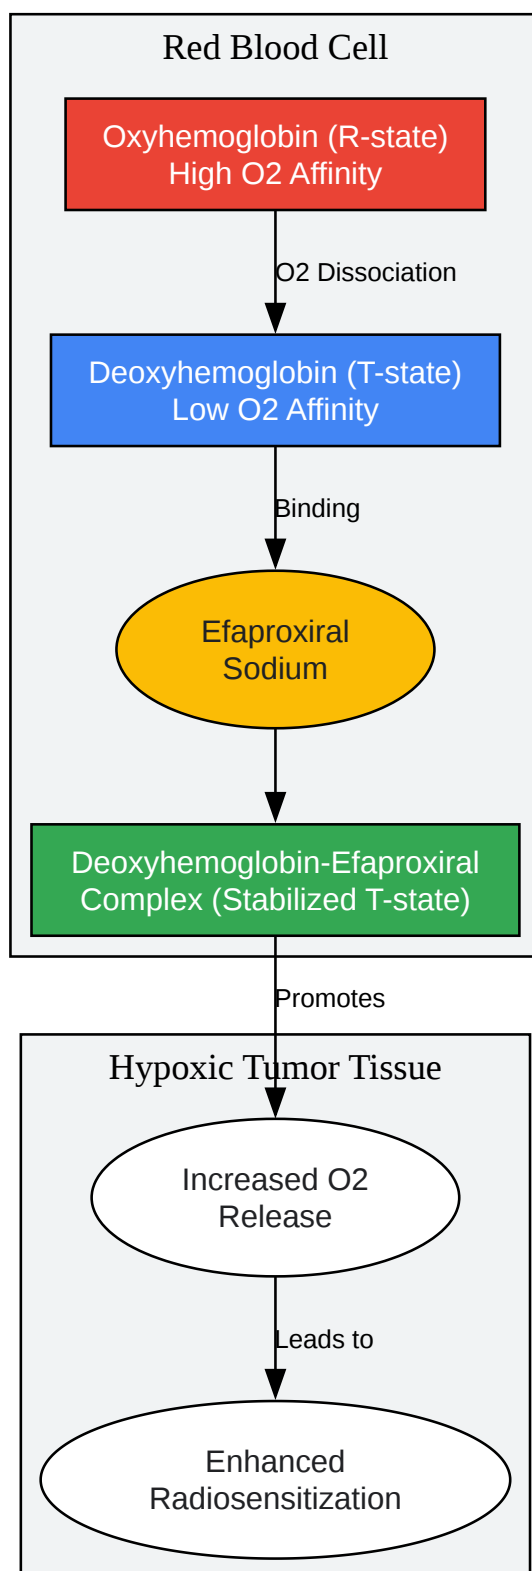 Red Blood Cell
Oxyhemoglobin (R-state)
High O2 Affinity
O2 Dissociation
Deoxyhemoglobin (T-state)
Low O2 Affinity
Binding
Efaproxiral
Sodium
Deoxyhemoglobin-Efaproxiral
Complex (Stabilized T-state)
Promotes
Hypoxic Tumor Tissue
Increased O2
Release
Leads to
Enhanced
Radiosensitization